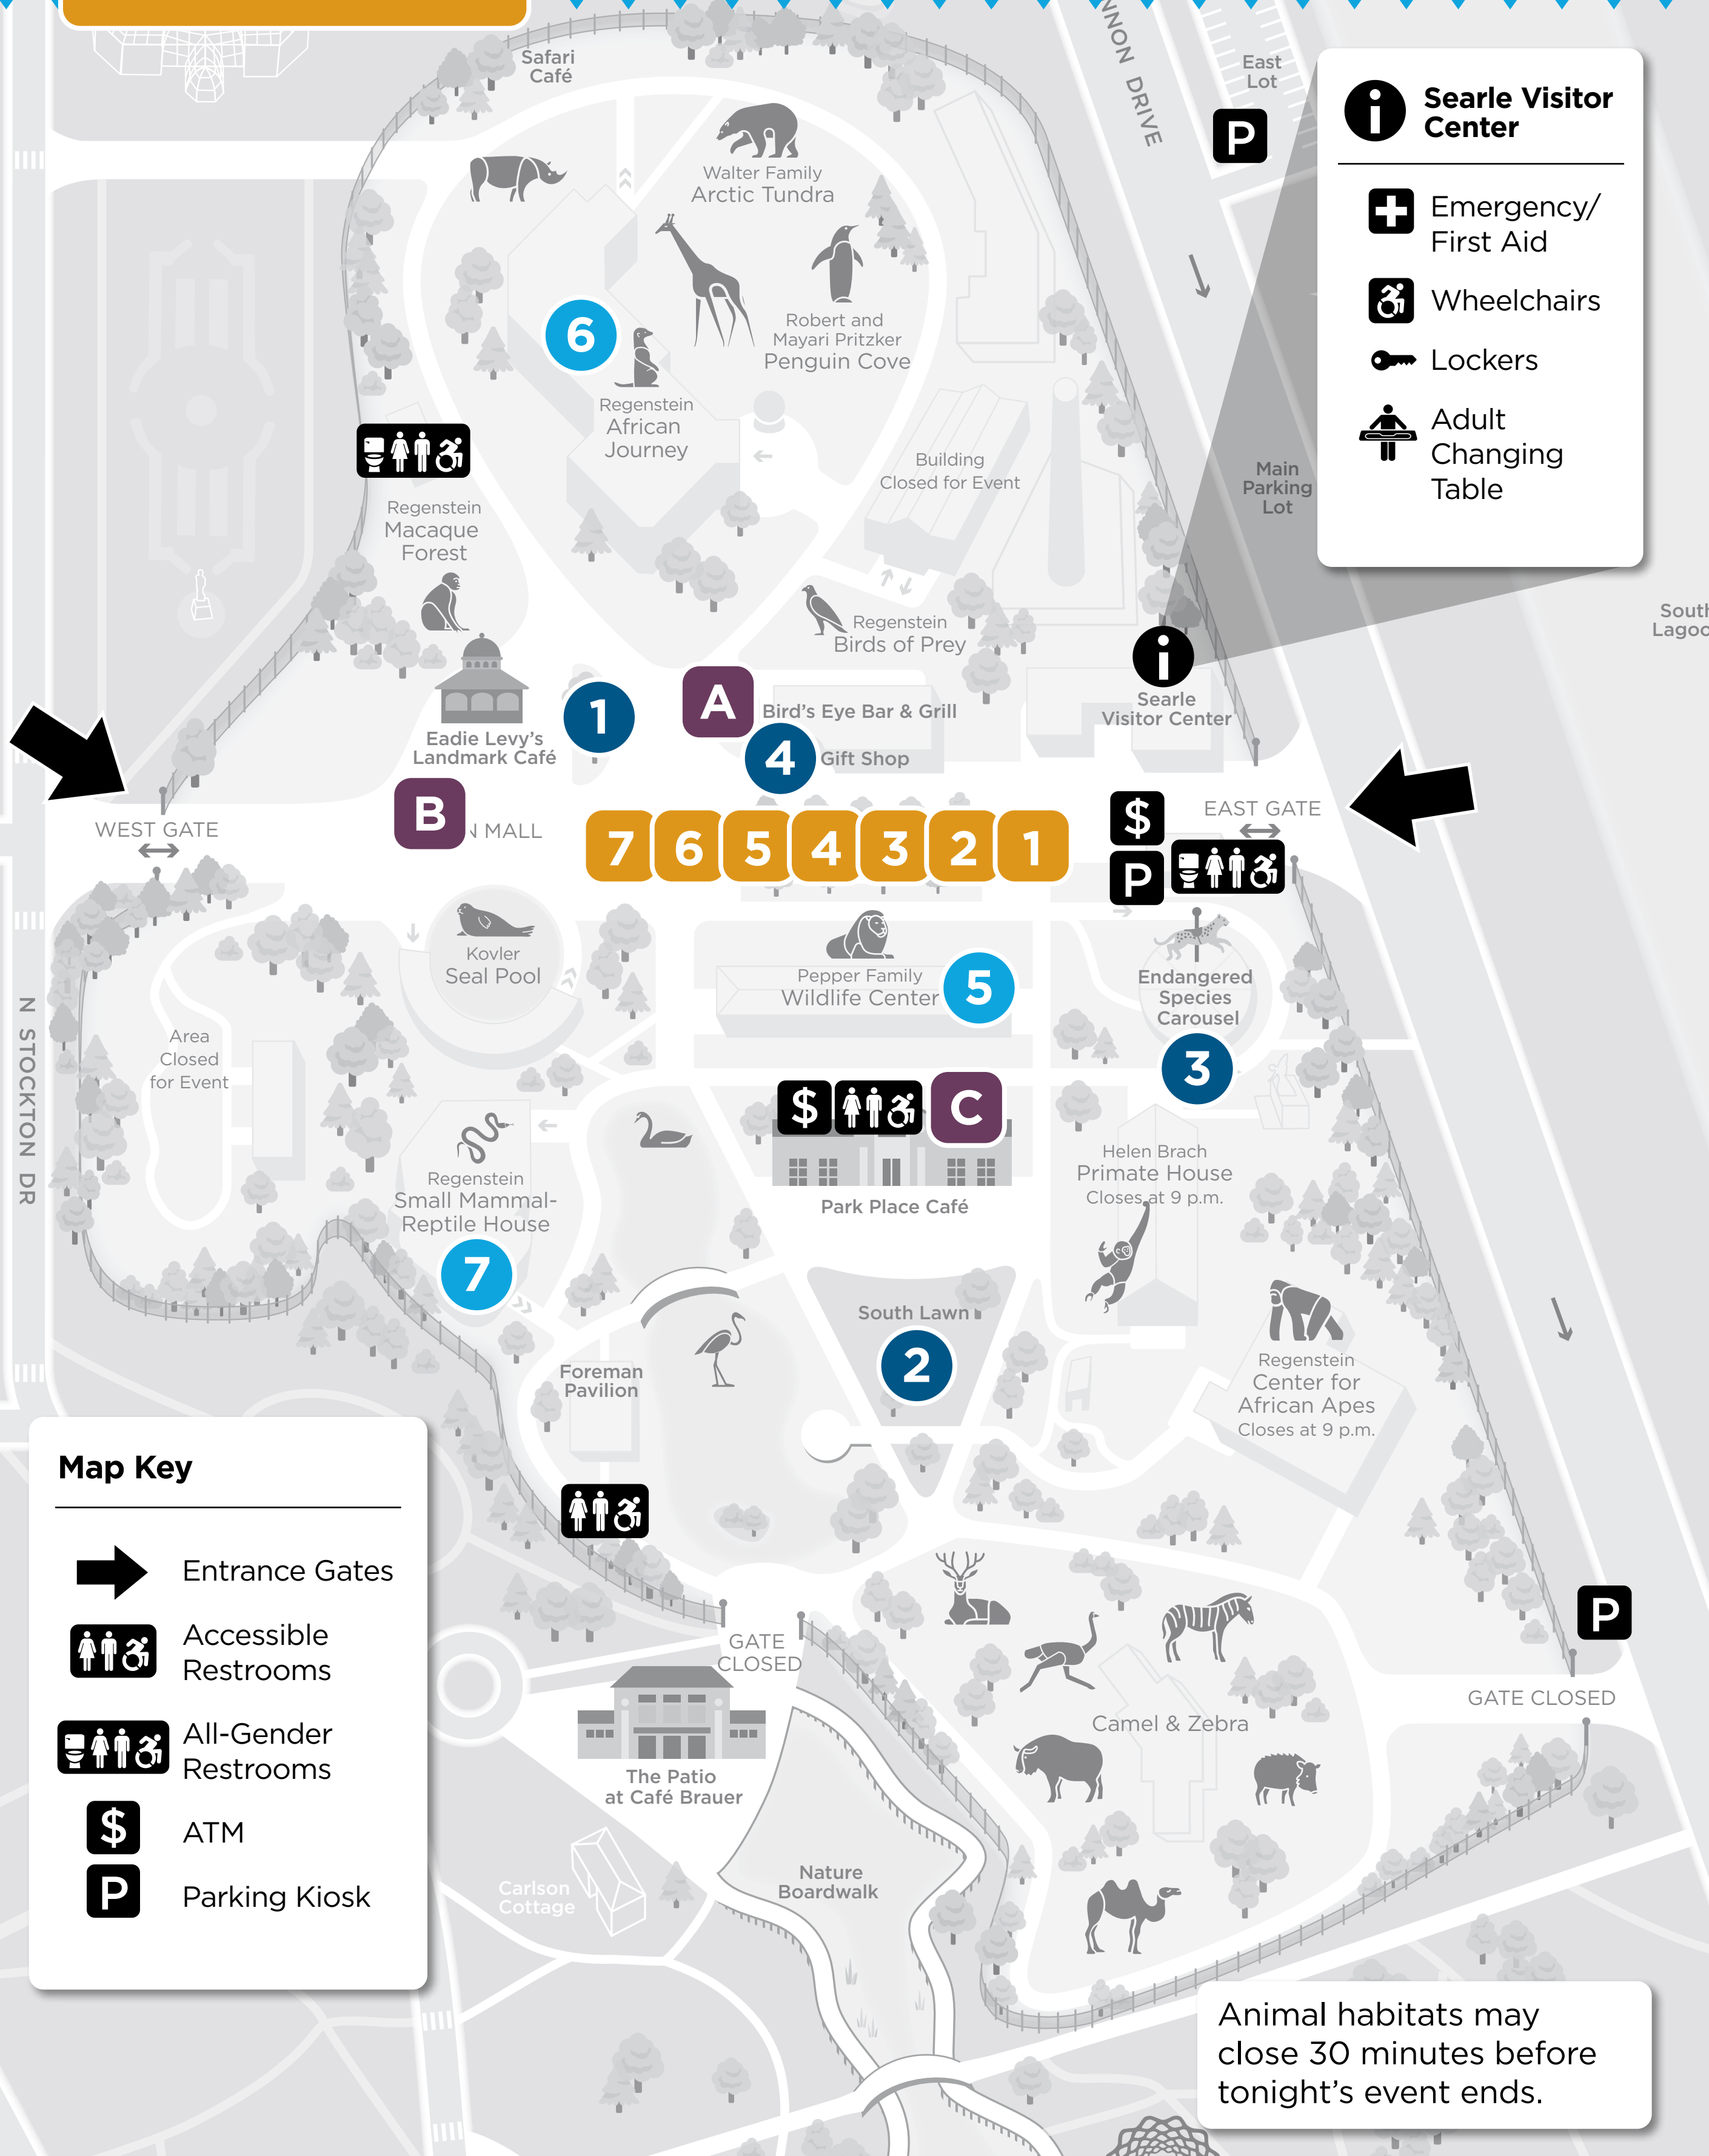 Safari
Café
NNON DRIVE
East
Lot
P
Searle Visitor
Center
Emergency/
First Aid
Wheelchairs
Lockers
Adult
Changing
Table
Walter Family
Arctic Tundra
6
Robert and
Mayari Pritzker
Penguin Cove
Regenstein
African
Journey
Building
Closed for Event
Main
Parking
Lot
Regenstein
Macaque
Forest
Regenstein
Birds of Prey
South
Lagoo
i
Searle
Visitor Center
1
A
Bird's Eye Bar & Grill
4
Gift Shop
Eadie Levy's
Landmark Café
B
N MALL
WEST GATE
7 6 5 4 3 2 1
$
P
EAST GATE
Kovler
Seal Pool
Pepper Family
Wildlife Center
5
Endangered
Species
Carousel
3
N STOCKTON DR
Area
Closed
for Event
$
C
Park Place Café
Helen Brach
Primate House
Closes at 9 p.m.
Regenstein
Small Mammal-
Reptile House
7
South Lawn
2
Foreman
Pavilion
Regenstein
Center for
African Apes
Closes at 9 p.m.
Map Key
Entrance Gates
Accessible
Restrooms
All-Gender
Restrooms
$ ATM
P Parking Kiosk
GATE
CLOSED
P
GATE CLOSED
Camel & Zebra
The Patio
at Café Brauer
Carlson
Cottage
Nature
Boardwalk
Animal habitats may
close 30 minutes before
tonight's event ends.